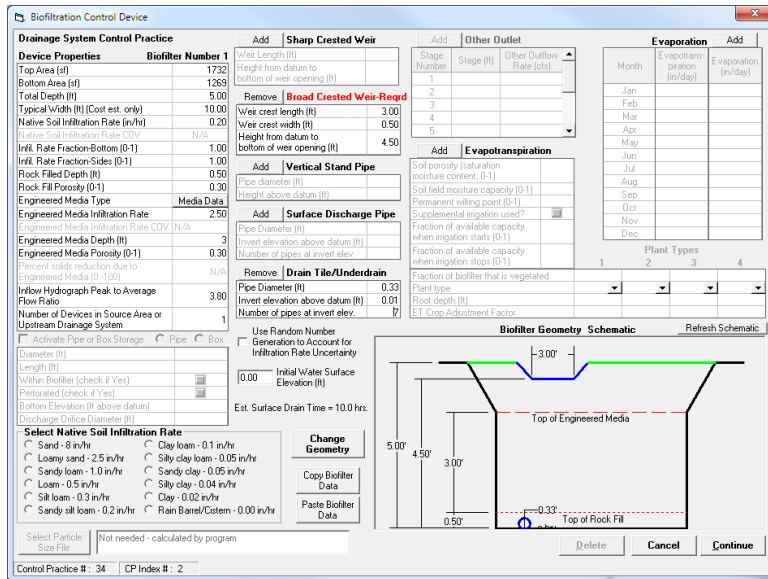 Biofiltration Control Device
Drainage System Control Practice
Device Properties Biofilter Number 1
Top Area (sf) 1732
Bottom Area (sf) 1269
Total Depth (ft) 5.00
Typical Width (ft) (Cost est. only) 10.00
Native Soil Infiltration Rate (in/hr) 0.20
Native Soil Infiltration Rate COV N/A
Infil. Rate Fraction-Bottom (0-1) 1.00
Infil. Rate Fraction-Sides (0-1) 1.00
Rock Filled Depth (ft) 0.50
Rock Fill Porosity (0-1) 0.30
Engineered Media Type Media Data
Engineered Media Infiltration Rate 2.50
Engineered Media Infiltration Rate COV N/A
Engineered Media Depth (ft) 3
Engineered Media Porosity (0-1) 0.30
Percent solids reduction due to
Engineered Media (0 -100) N/A
Inflow Hydrograph Peak to Average
Flow Ratio 3.80
Number of Devices in Source Area or
Upstream Drainage System 1
Activate Pipe or Box Storage Pipe Box
Diameter (ft)
Length (ft)
Within Biofilter (check if Yes)
Perforated (check if Yes)
Bottom Elevation (ft above datum)
Discharge Orifice Diameter (ft)
Select Native Soil Infiltration Rate
Sand - 8 in/hr Clay loam - 0.1 in/hr
Loamy sand - 2.5 in/hr Silty clay loam - 0.05 in/hr
Sandy loam - 1.0 in/hr Sandy clay - 0.05 in/hr
Loam - 0.5 in/hr Silty clay - 0.04 in/hr
Silt loam - 0.3 in/hr Clay - 0.02 in/hr
Sandy silt loam - 0.2 in/hr Rain Barrel/Cistern - 0.00 in/hr
Select Particle
Size File
Not needed - calculated by program
Control Practice # : 34 CP Index # : 2
Add Sharp Crested Weir
Weir Length (ft)
Height from datum to
bottom of weir opening (ft)
Remove Broad Crested Weir-Reqrd
Weir crest length (ft) 3.00
Weir crest width (ft) 0.50
Height from datum to
bottom of weir opening (ft) 4.50
Add Vertical Stand Pipe
Pipe diameter (ft)
Height above datum (ft)
Add Surface Discharge Pipe
Pipe Diameter (ft)
Invert elevation above datum (ft)
Number of pipes at invert elev.
Remove Drain Tile/Underdrain
Pipe Diameter (ft) 0.33
Invert elevation above datum (ft) 0.01
Number of pipes at invert elev. 7
Use Random Number
Generation to Account for
Infiltration Rate Uncertainty
0.00 Initial Water Surface
Elevation (ft)
Est. Surface Drain Time = 10.0 hrs.
Change
Geometry
Copy Biofilter
Data
Paste Biofilter
Data
Add Other Outlet
Stage
Number Stage (ft) Other Outflow
Rate (cfs)
1
2
3
4
5
Add Evapotranspiration
Soil porosity (saturation
moisture content, 0-1)
Soil field moisture capacity (0-1)
Permanent wilting point (0-1)
Supplemental irrigation used?
Fraction of available capacity
when irrigation starts (0-1)
Fraction of available capacity
when irrigation stops (0-1)
Fraction of biofilter that is vegetated
Plant type
Root depth (ft)
ET Crop Adjustment Factor
Evaporation Add
Month Evapotrans-
piration
(in/day) Evaporation
(in/day)
Jan
Feb
Mar
Apr
May
Jun
Jul
Aug
Sep
Oct
Nov
Dec
Plant Types
1 2 3 4
Biofilter Geometry Schematic Refresh Schematic
3.00'
Top of Engineered Media
5.00'
4.50'
3.00'
0.33'
Top of Rock Fill
0.50'
Delete Cancel Continue